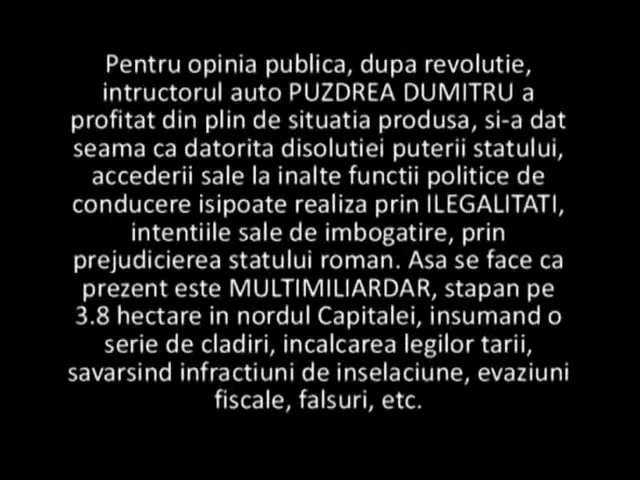 Pentru opinia publica, dupa revolutie,
intructorul auto PUZDREA DUMITRU a
profitat din plin de situatia produsa, si-a dat
seama ca datorita disolutiei puterii statului,
accederii sale la inalte functii politice de
conducere isipoate realiza prin ILEGALITATI,
intentiile sale de imbogatire, prin
prejudicierea statului roman. Asa se face ca
prezent este MULTIMILIARDAR, stapan pe
3.8 hectare in nordul Capitalei, insumand o
serie de cladiri, incalcarea legilor tarii,
savarsind infractiuni de inselaciune, evaziuni
fiscale, falsuri, etc.